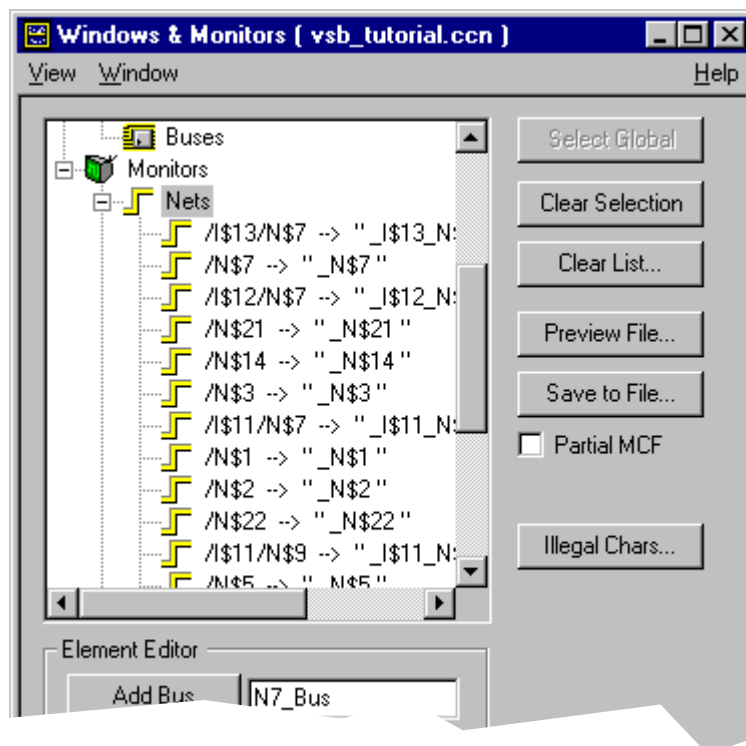 Windows & Monitors ( vsb_tutorial.ccn )
View Window Help
Buses
Monitors
Nets
/I$13/N$7 --> "_I$13_N
/N$7 --> "_N$7"
/I$12/N$7 --> "_I$12_N
/N$21 --> "_N$21"
/N$14 --> "_N$14"
/N$3 --> "_N$3"
/I$11/N$7 --> "_I$11_N
/N$1 --> "_N$1"
/N$2 --> "_N$2"
/N$22 --> "_N$22"
/I$11/N$9 --> "_I$11_N
/N$5 --> "_N$5"
Select Global
Clear Selection
Clear List...
Preview File...
Save to File...
Partial MCF
Illegal Chars...
Element Editor
Add Bus N7_Bus